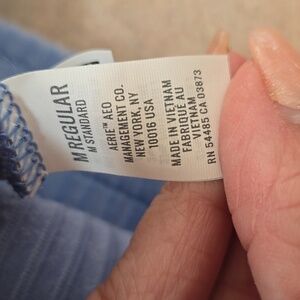 M REGULAR
M STANDARD
AERIE™ AEO
MANAGEMENT CO.
NEW YORK, NY
10016 USA
MADE IN VIETNAM
FABRIQUÉ AU
VIETNAM
RN 54485 CA 03873